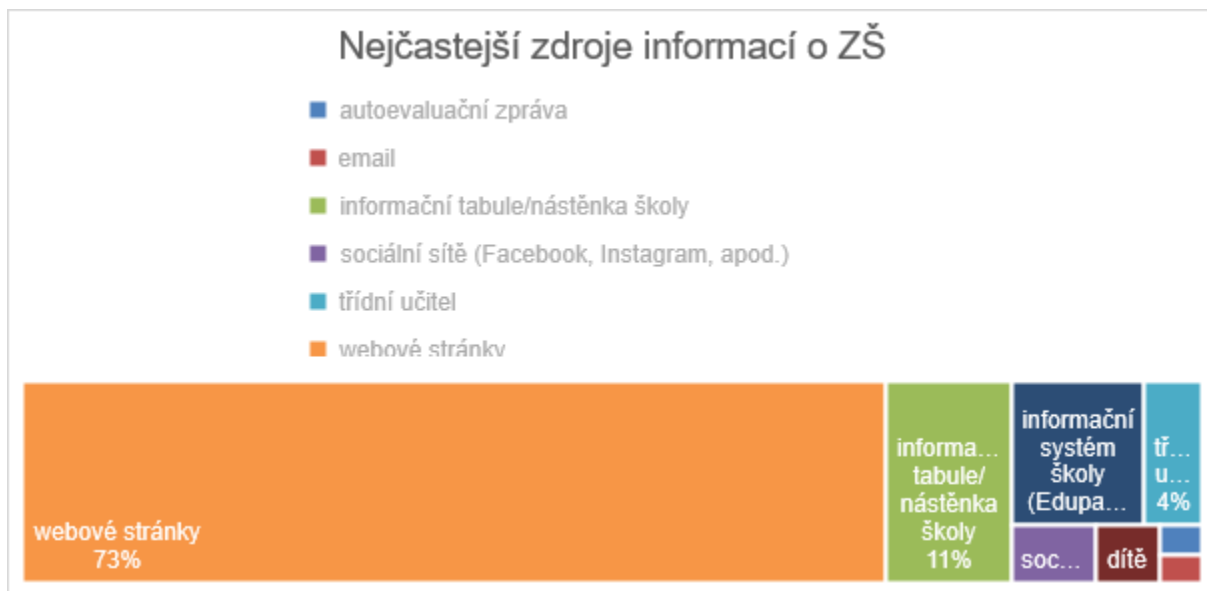 Nejčastejší zdroje informací o ZŠ
autoevaluační zpráva
email
informační tabule/nástěnka školy
sociální sítě (Facebook, Instagram, apod.)
třídní učitel
webové stránky
webové stránky
73%
informa...
tabule/
nástěnka
školy
11%
informační
systém
školy
(Edupa...
tř...
u...
4%
soc...
dítě